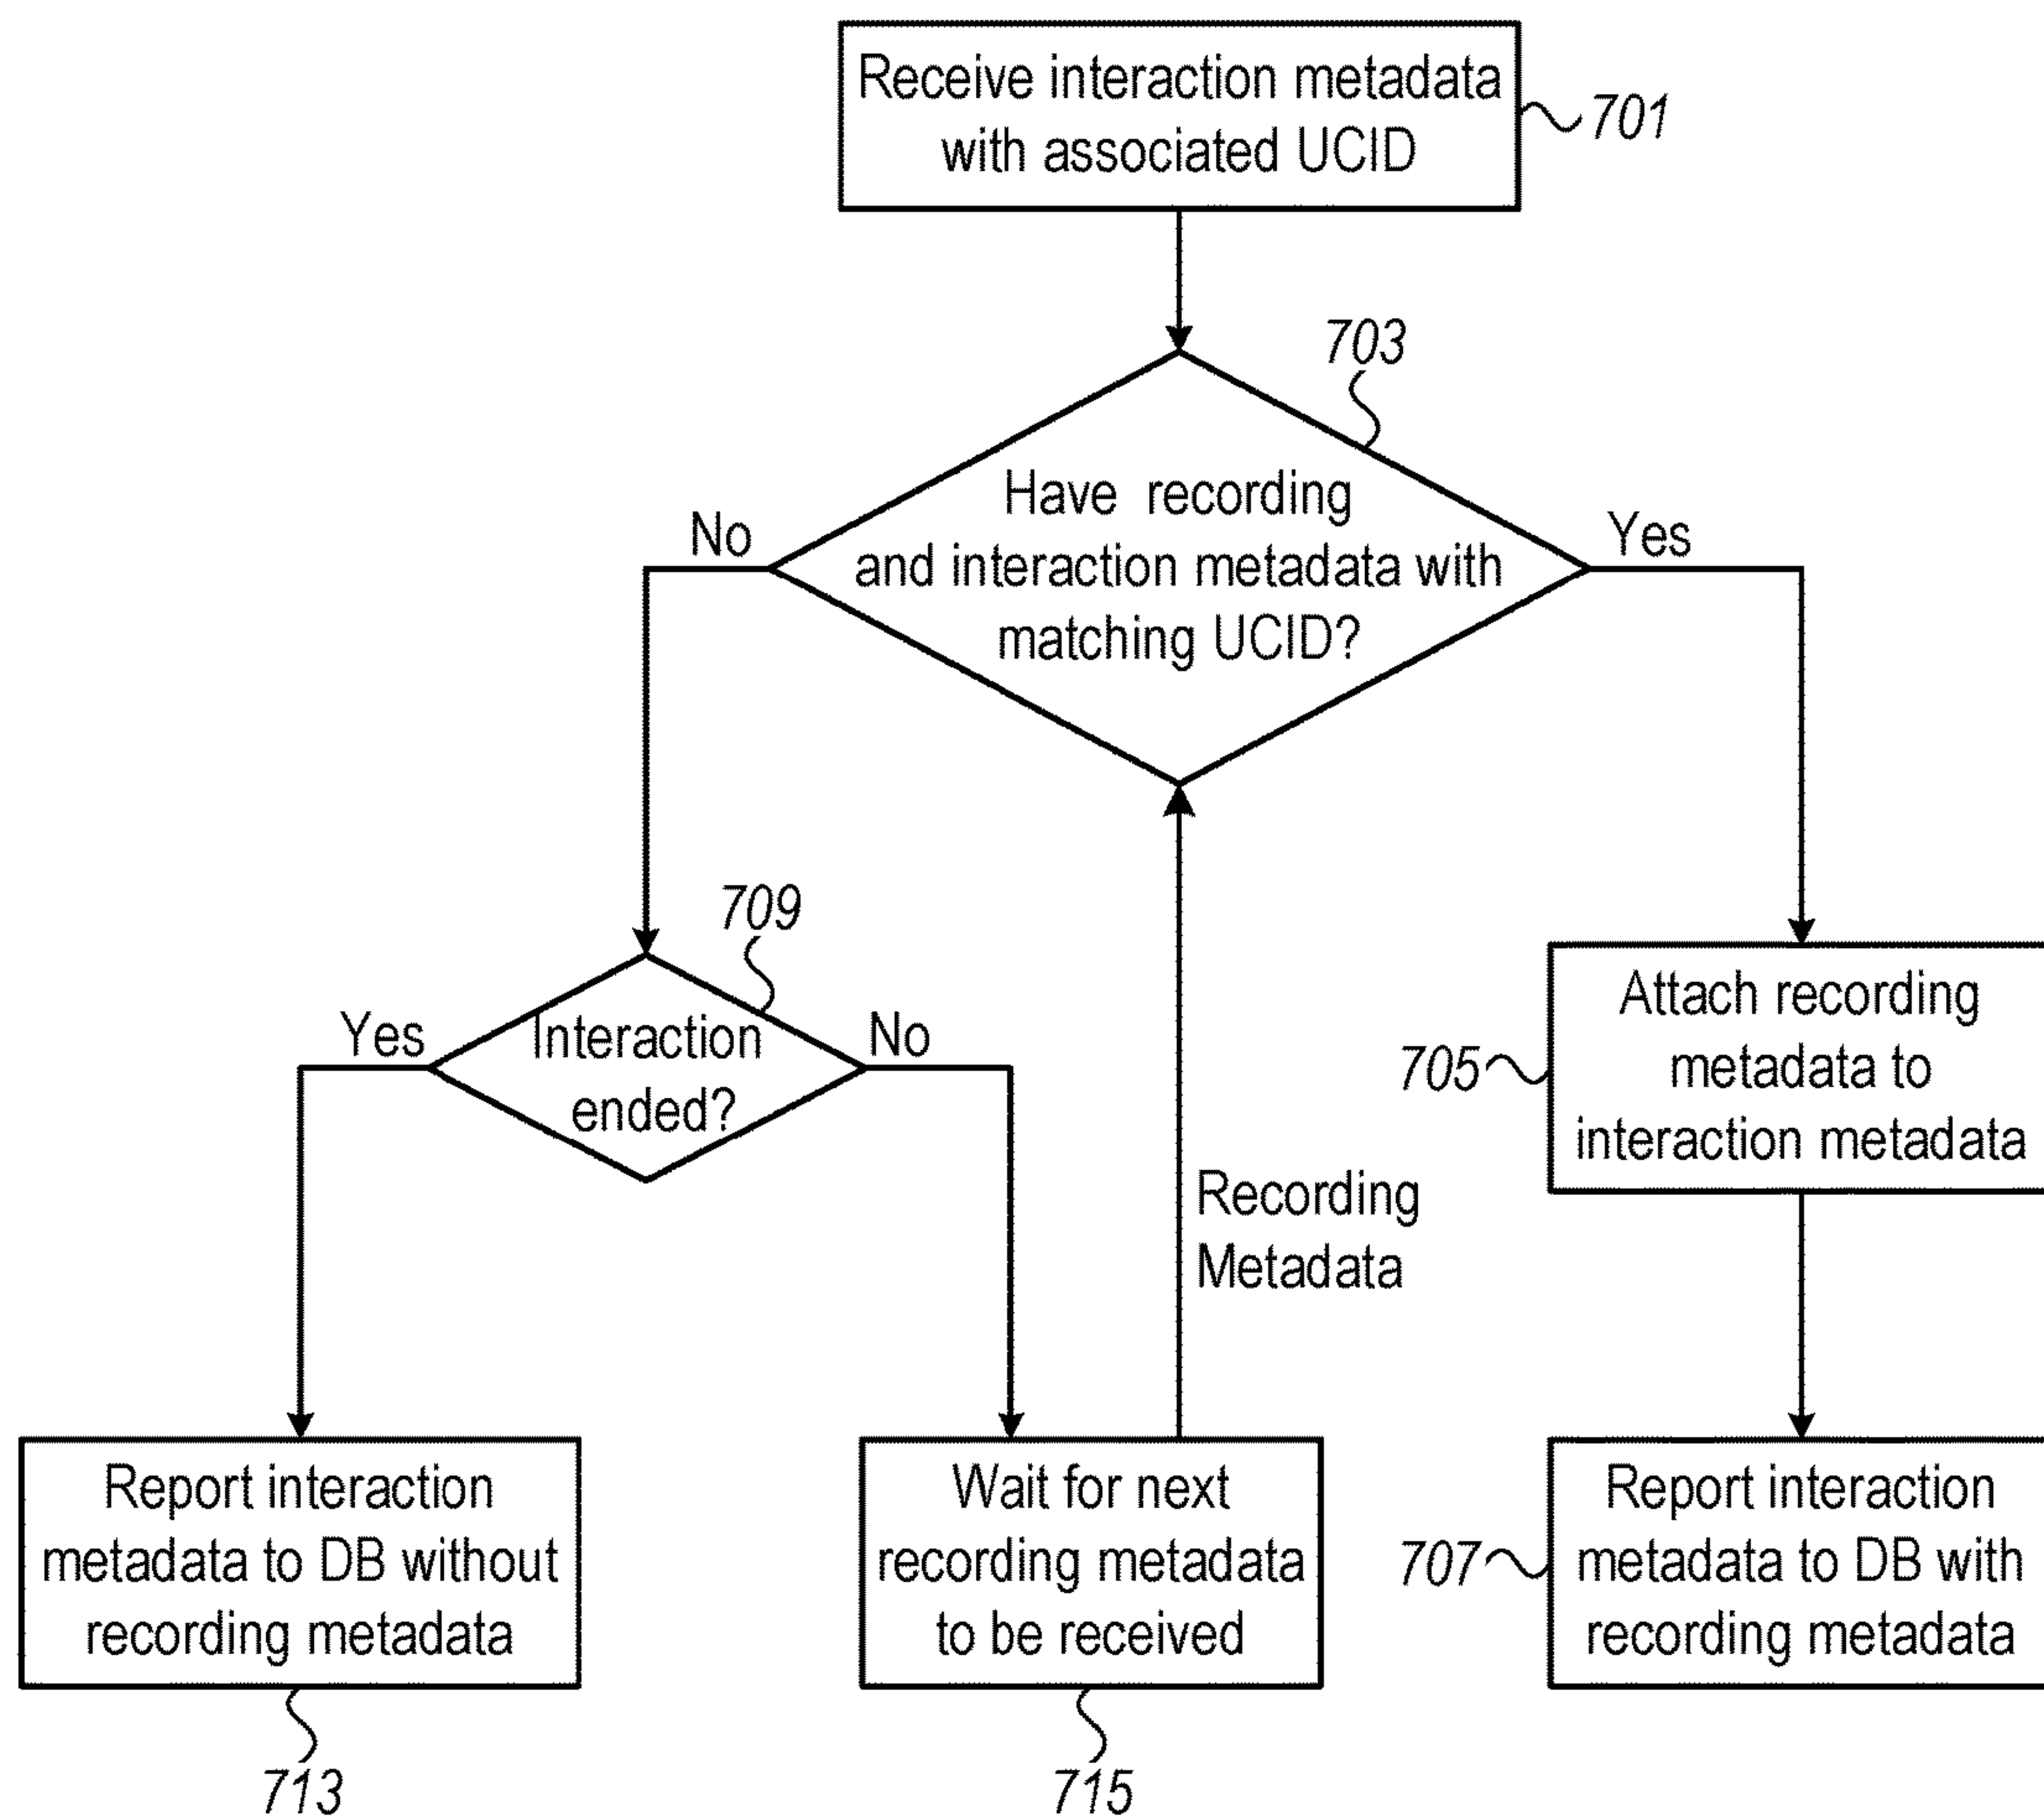 Receive interaction metadata
with associated UCID
701
703
Have recording
and interaction metadata with
matching UCID?
No
Yes
709
Interaction
ended?
Yes
No
Attach recording
metadata to
interaction metadata
705
Recording
Metadata
Report interaction
metadata to DB without
recording metadata
713
Wait for next
recording metadata
to be received
715
Report interaction
metadata to DB with
recording metadata
707